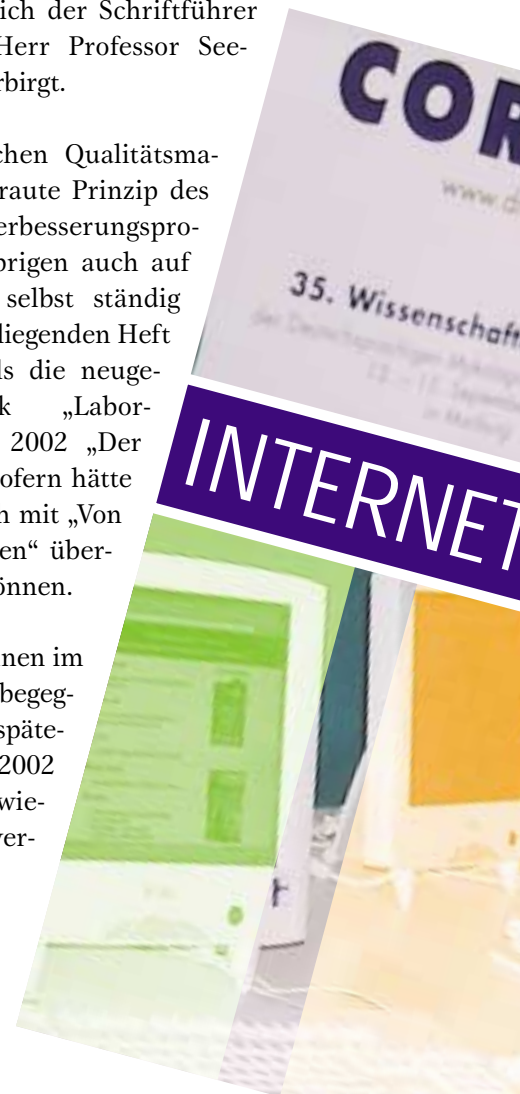 ich der Schriftführer
Herr Professor See-
rbirgt.
chen Qualitätsma-
raute Prinzip des
erbesserungspro-
brigen auch auf
selbst ständig
liegenden Heft
ls die neuge-
k „Labor-
2002 „Der
ofern hätte
n mit „Von
en“ über-
önnen.
nen im
begeg-
späte-
2002
wie-
ver-
COR
www.d
35. Wissenschaft
INTERNET